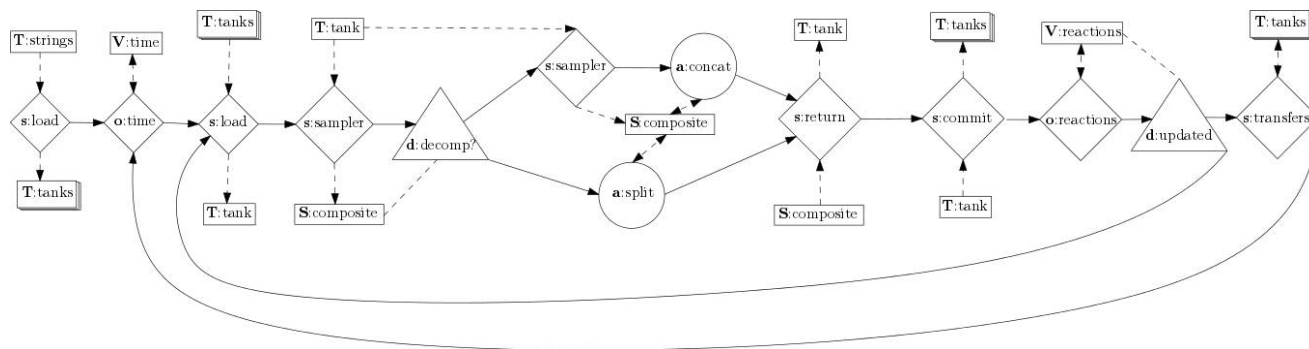 T:strings
V:time
T:tanks
T:tank
T:tank
T:tanks
V:reactions
T:tanks
s:sampler
a:concat
s:load
o:time
s:load
s:sampler
d:decomp?
S:composite
s:return
s:commit
o:reactions
d:updated
s:transfers
T:tanks
T:tank
S:composite
a:split
S:composite
T:tank